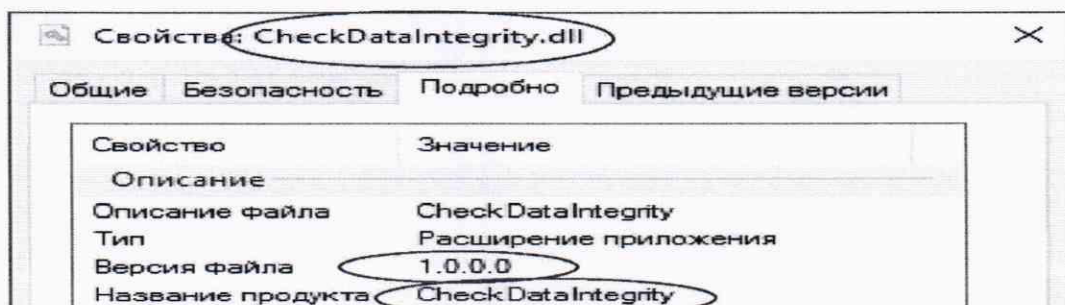 Свойства: CheckDataIntegrity.dll
Общие Безопасность Подробно Предыдущие версии
Свойство Значение
Описание
Описание файла CheckDataIntegrity
Тип Расширение приложения
Версия файла 1.0.0.0
Название продукта CheckDataIntegrity